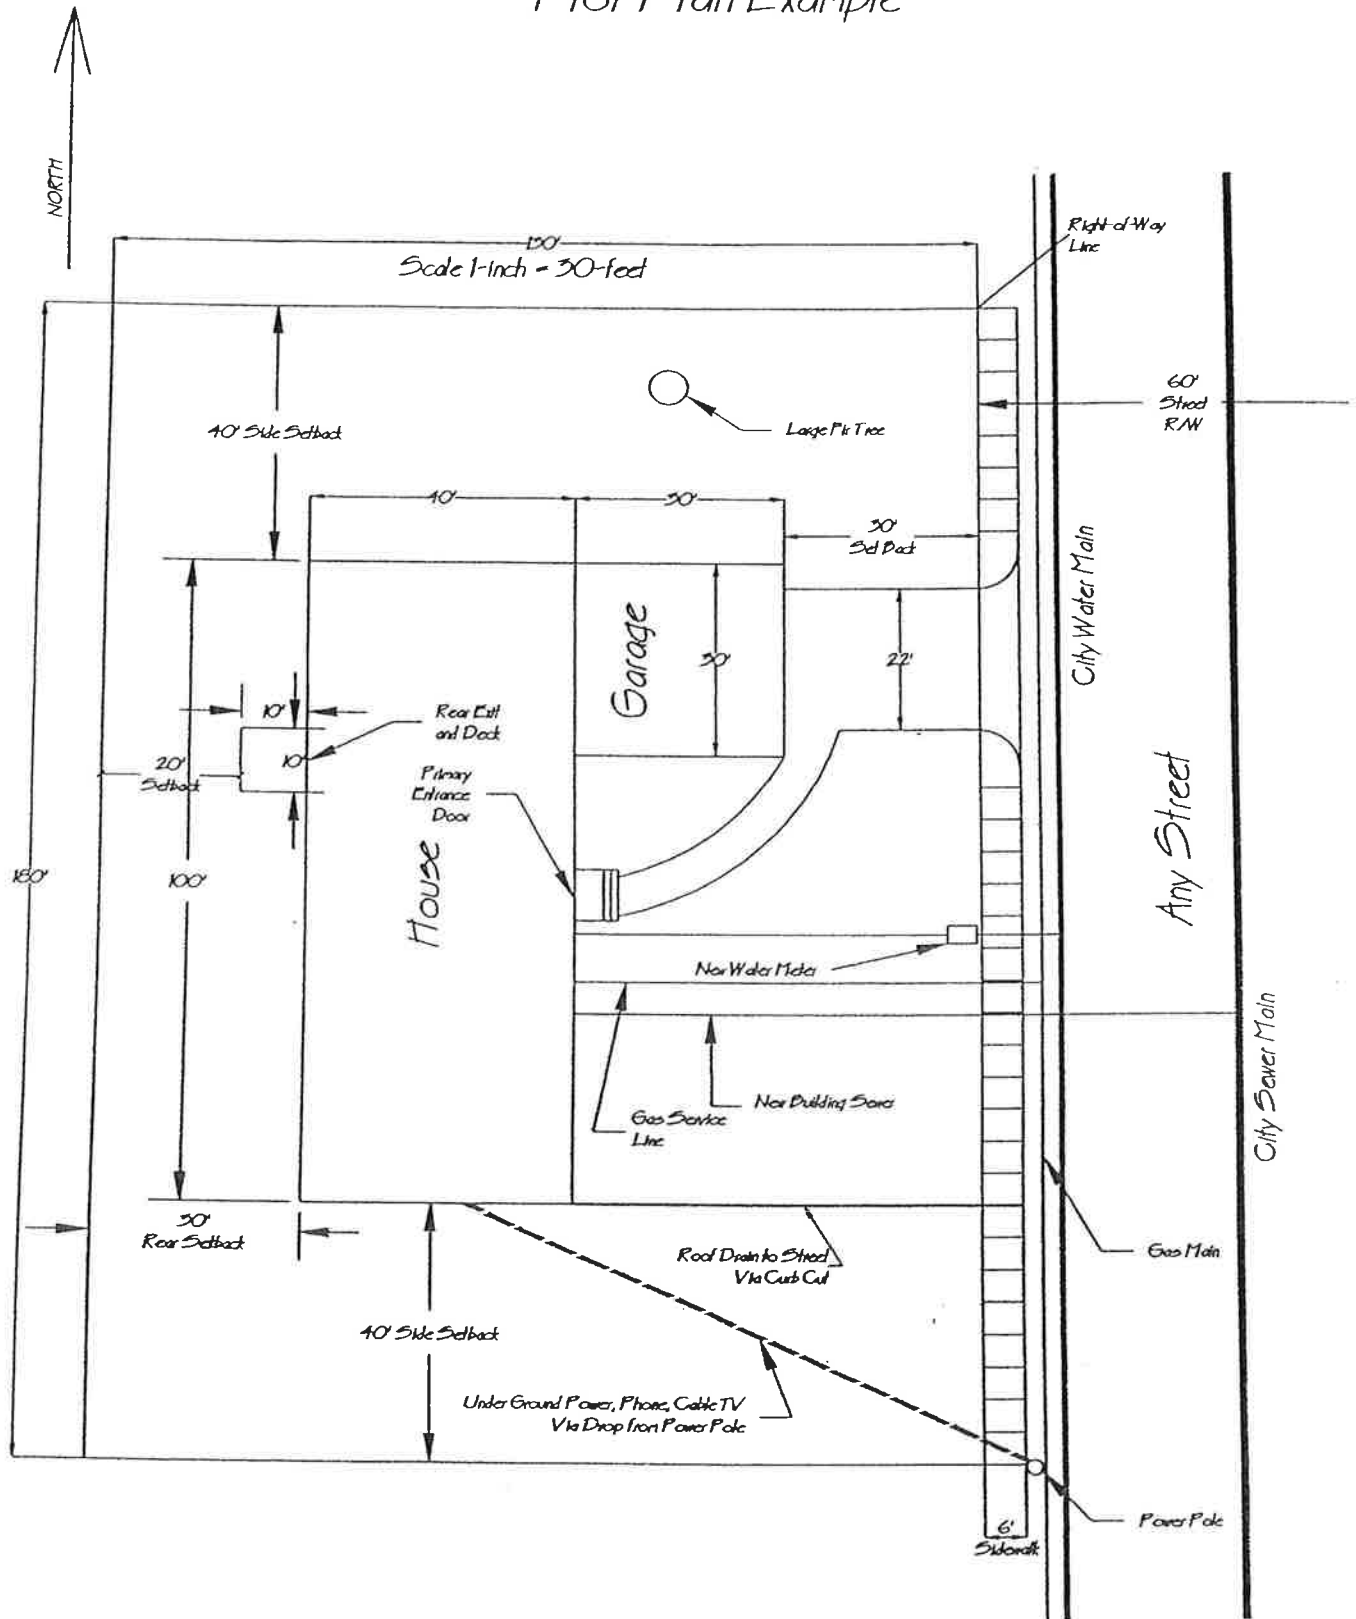 Plot Plan Example
NORTH
130'
Scale 1-inch = 30-feet
Right-of-Way
Line
60'
Street
R/W
40' Side Setback
Large Fir Tree
40'
30'
30'
Set Back
City Water Main
Garage
30'
22'
10'
Rear Exit
and Deck
10'
20'
Setback
Primary
Entrance
Door
House
180'
100'
Any Street
New Water Meter
City Sewer Main
New Building Sewer
Gas Service
Line
30'
Rear Setback
Roof Drain to Street
Via Curb Cut
Gas Main
40' Side Setback
Under Ground Power, Phone, Cable TV
Via Drop from Power Pole
Power Pole
6'
Sidewalk